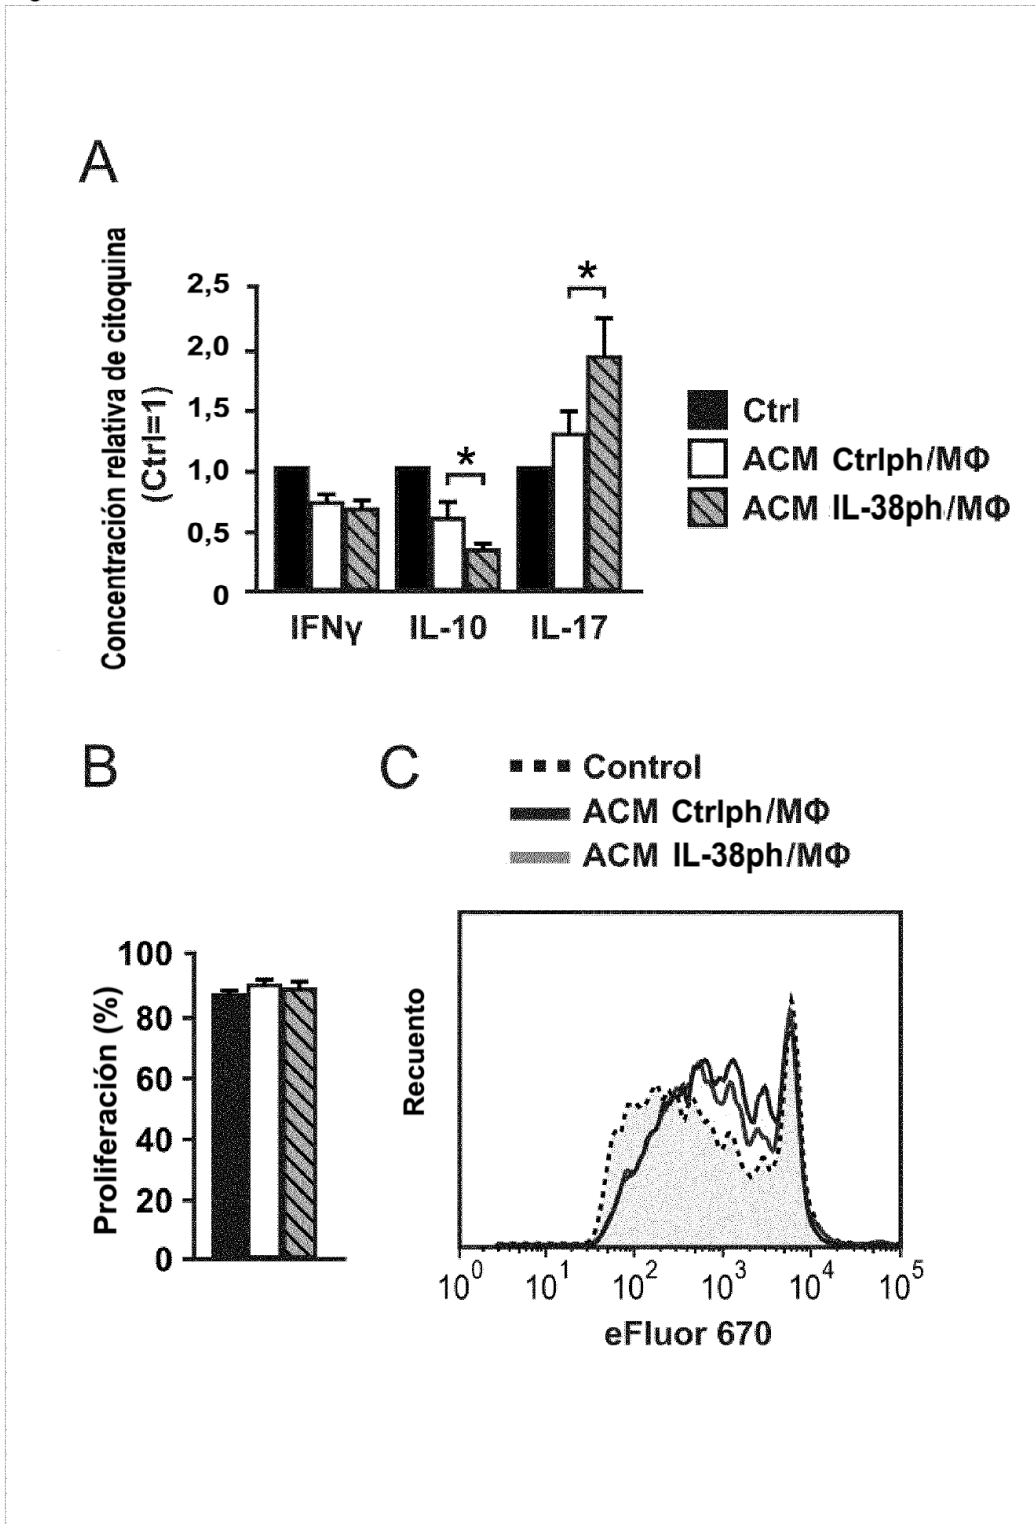 A
Concentración relativa de citoquina
(Ctrl=1)
2,5
2,0
1,5
1,0
0,5
0
*
*
IFNγ IL-10 IL-17
Ctrl
ACM Ctrlph/MΦ
ACM IL-38ph/MΦ
B
Proliferación (%)
100
80
60
40
20
0
C
Control
ACM Ctrlph/MΦ
ACM IL-38ph/MΦ
Recuento
10^0 10^1 10^2 10^3 10^4 10^5
eFluor 670